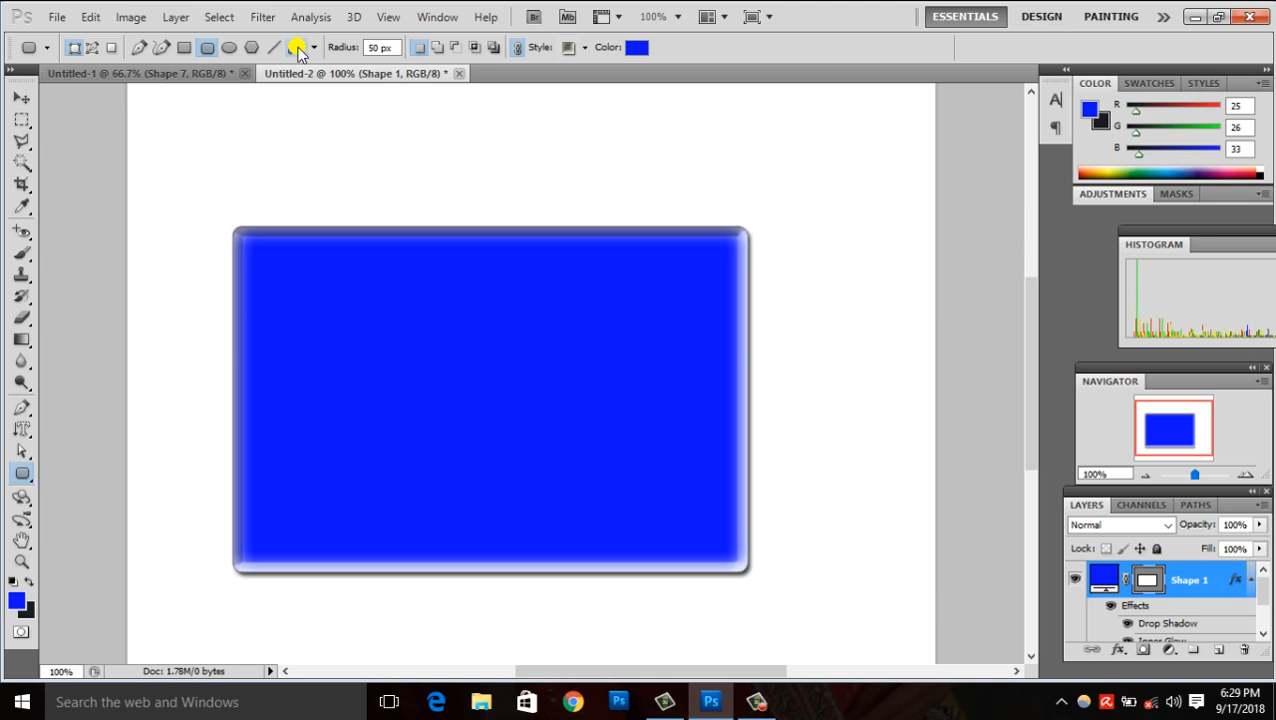 Ps File Edit Image Layer Select Filter Analysis 3D View Window Help Br Mb 100% ESSENTIALS DESIGN PAINTING
Radius: 50 px Style: Color:
Untitled-1 @ 66.7% (Shape 7, RGB/8) * Untitled-2 @ 100% (Shape 1, RGB/8) *
COLOR SWATCHES STYLES
R 25
G 26
B 33
ADJUSTMENTS MASKS
HISTOGRAM
NAVIGATOR
100%
LAYERS CHANNELS PATHS
Normal Opacity: 100%
Lock: Fill: 100%
Shape 1 fx
Effects
Drop Shadow
Inner Glow
100% Doc: 1.78M/0 bytes
Search the web and Windows
6:29 PM
9/17/2018